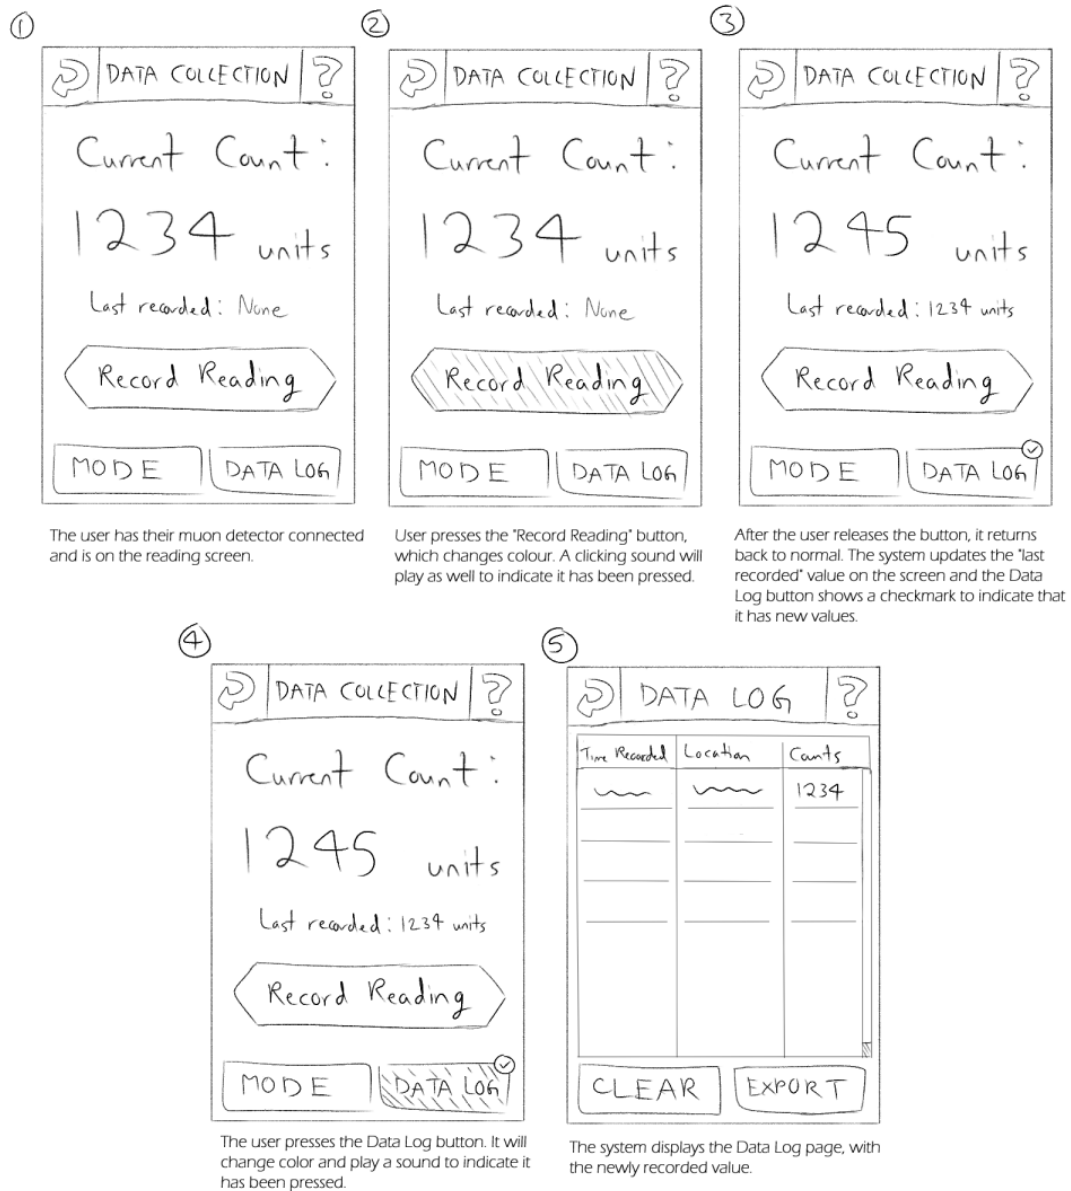 1
DATA COLLECTION ?
Current Count:
1234 units
Last recorded: None
Record Reading
MODE DATA LOG
The user has their muon detector connected
and is on the reading screen.
2
DATA COLLECTION ?
Current Count:
1234 units
Last recorded: None
Record Reading
MODE DATA LOG
User presses the "Record Reading" button,
which changes colour. A clicking sound will
play as well to indicate it has been pressed.
3
DATA COLLECTION ?
Current Count:
1245 units
Last recorded: 1234 units
Record Reading
MODE DATA LOG
After the user releases the button, it returns
back to normal. The system updates the "last
recorded" value on the screen and the Data
Log button shows a checkmark to indicate that
it has new values.
4
DATA COLLECTION ?
Current Count:
1245 units
Last recorded: 1234 units
Record Reading
MODE DATA LOG
The user presses the Data Log button. It will
change color and play a sound to indicate it
has been pressed.
5
DATA LOG ?
Time Recorded Location Counts
1234
CLEAR EXPORT
The system displays the Data Log page, with
the newly recorded value.